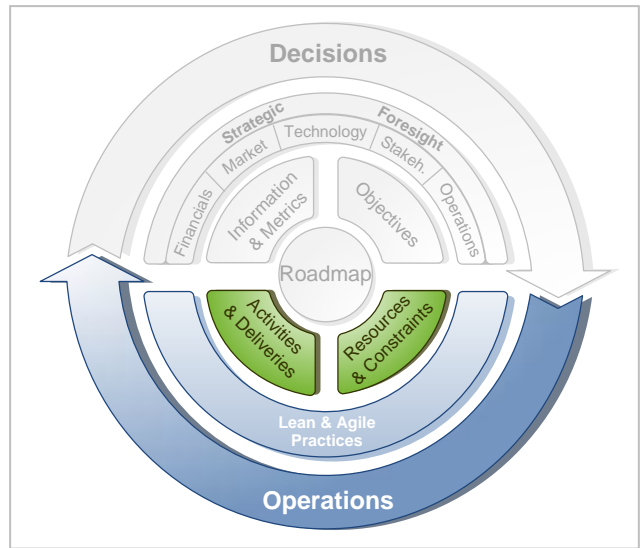 Decisions
Strategic
Foresight
Financials
Market
Technology
Stakeh.
Operations
Information
& Metrics
Objectives
Roadmap
Activities
& Deliveries
Resources
& Constraints
Lean & Agile
Practices
Operations